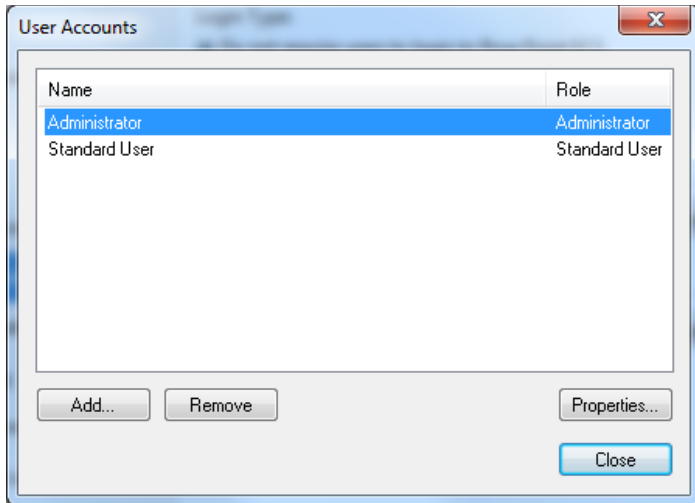 User Accounts
Name Role
Administrator Administrator
Standard User Standard User
Add... Remove Properties...
Close